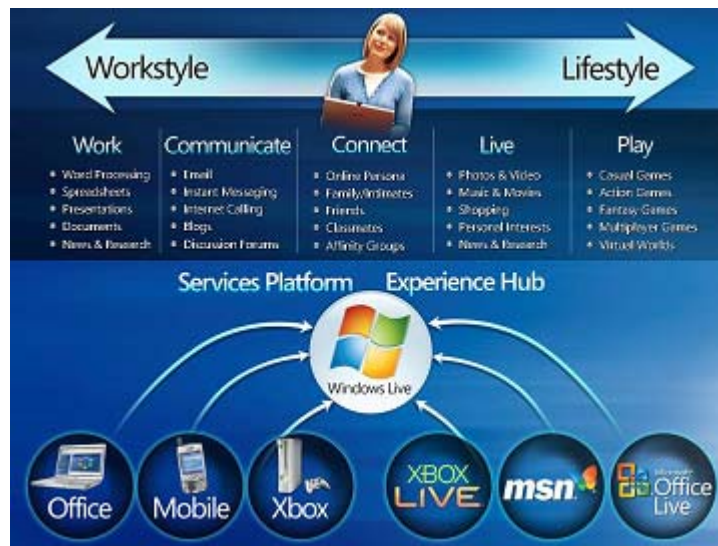 Workstyle
Lifestyle
Work
Word Processing
Spreadsheets
Presentations
Documents
News & Research
Communicate
Email
Instant Messaging
Internet Calling
Blogs
Discussion Forums
Connect
Online Persona
Family/Intimates
Friends
Classmates
Affinity Groups
Live
Photos & Video
Music & Movies
Shopping
Personal Interests
News & Research
Play
Casual Games
Action Games
Fantasy Games
Multiplayer Games
Virtual Worlds
Services Platform
Experience Hub
Windows Live
Office
Mobile
Xbox
XBOX
LIVE
msn
Microsoft
Office
Live